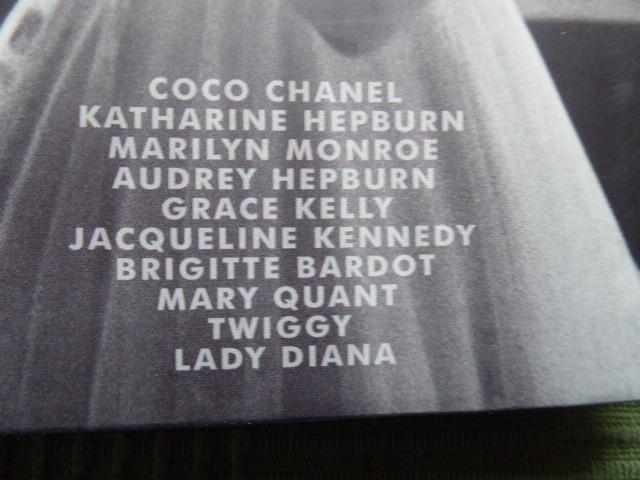 COCO CHANEL
KATHARINE HEPBURN
MARILYN MONROE
AUDREY HEPBURN
GRACE KELLY
JACQUELINE KENNEDY
BRIGITTE BARDOT
MARY QUANT
TWIGGY
LADY DIANA